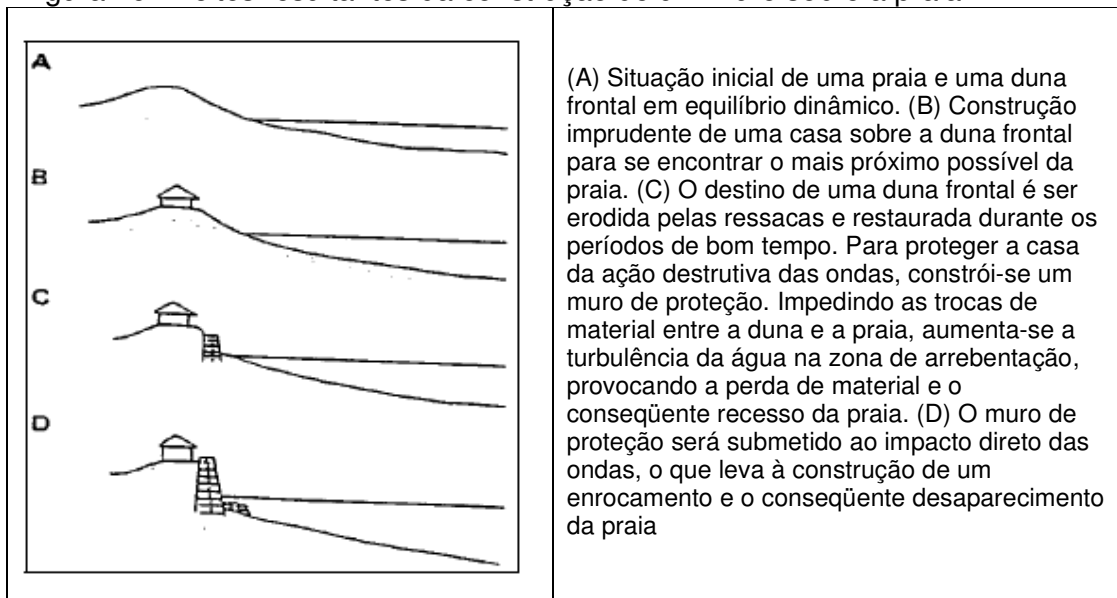 A
B
C
D
(A) Situação inicial de uma praia e uma duna
frontal em equilíbrio dinâmico. (B) Construção
imprudente de uma casa sobre a duna frontal
para se encontrar o mais próximo possível da
praia. (C) O destino de uma duna frontal é ser
erodida pelas ressacas e restaurada durante os
períodos de bom tempo. Para proteger a casa
da ação destrutiva das ondas, constrói-se um
muro de proteção. Impedindo as trocas de
material entre a duna e a praia, aumenta-se a
turbulência da água na zona de arrebentação,
provocando a perda de material e o
conseqüente recesso da praia. (D) O muro de
proteção será submetido ao impacto direto das
ondas, o que leva à construção de um
enrocamento e o conseqüente desaparecimento
da praia